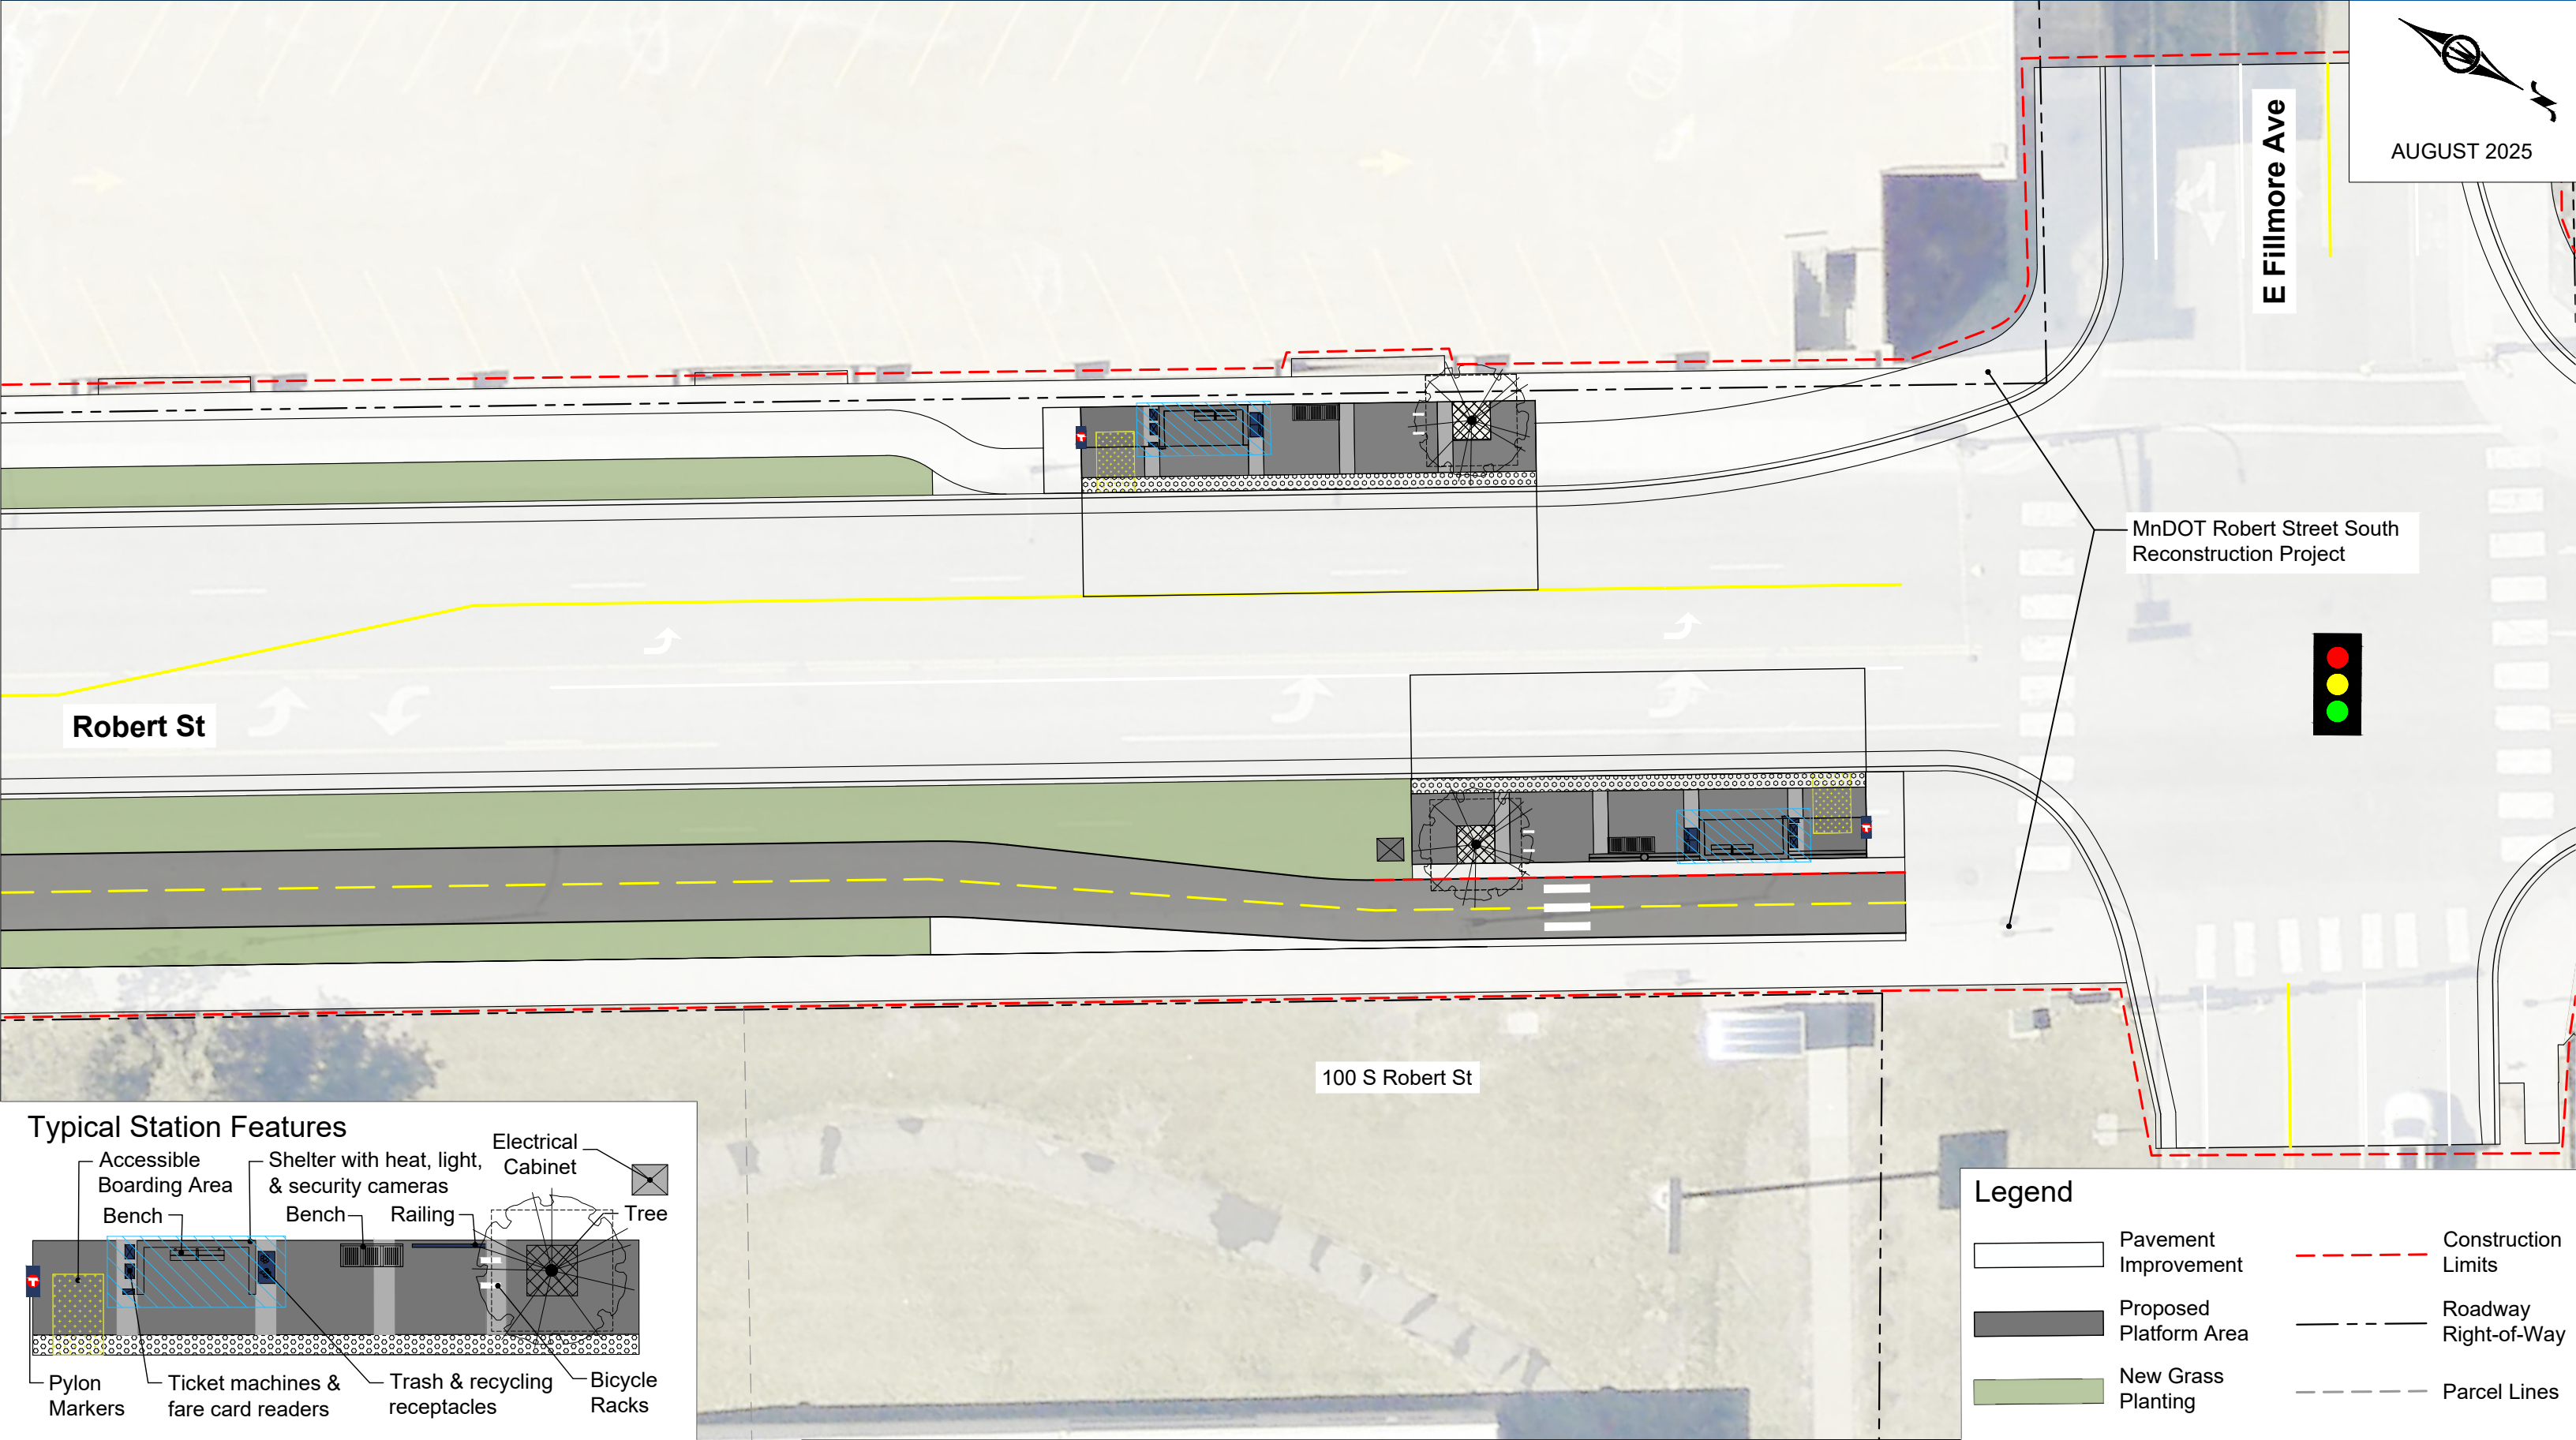 N
AUGUST 2025
E Fillmore Ave
MnDOT Robert Street South
Reconstruction Project
Robert St
100 S Robert St
Typical Station Features
Accessible
Boarding Area
Shelter with heat, light,
& security cameras
Electrical
Cabinet
Bench
Bench
Railing
Tree
Pylon
Markers
Ticket machines &
fare card readers
Trash & recycling
receptacles
Bicycle
Racks
Legend
Pavement
Improvement
Construction
Limits
Proposed
Platform Area
Roadway
Right-of-Way
New Grass
Planting
Parcel Lines